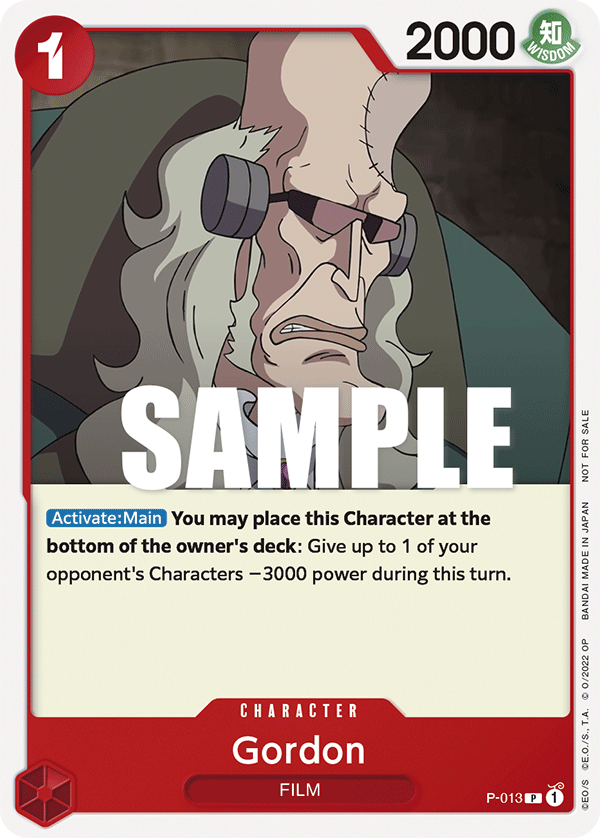 1
2000
知
WISDOM
SAMPLE
Activate:Main You may place this Character at the
bottom of the owner's deck: Give up to 1 of your
opponent's Characters −3000 power during this turn.
CHARACTER
Gordon
FILM
P-013 P 1
©E.O/S ©E.O./S., T.A. © O/2022 OP BANDAI MADE IN JAPAN NOT FOR SALE